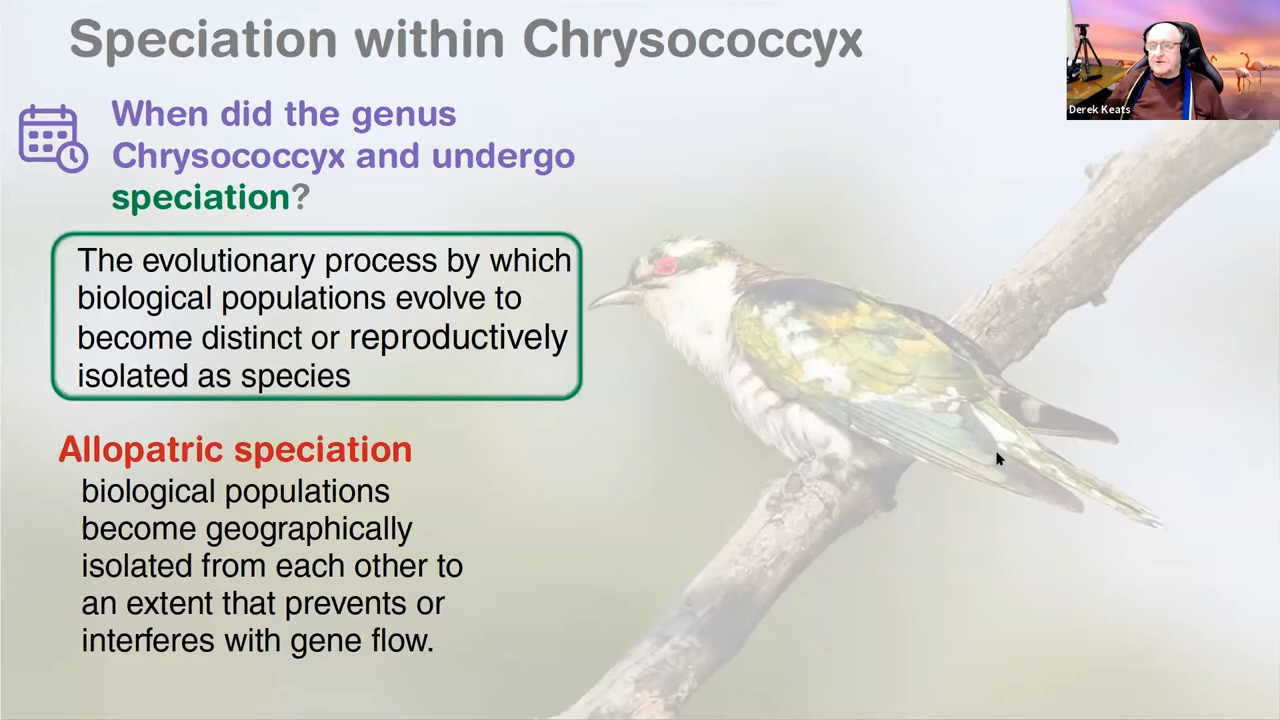 Speciation within Chrysococcyx
Derek Keats
When did the genus
Chrysococcyx and undergo
speciation?
The evolutionary process by which
biological populations evolve to
become distinct or reproductively
isolated as species
Allopatric speciation
biological populations
become geographically
isolated from each other to
an extent that prevents or
interferes with gene flow.